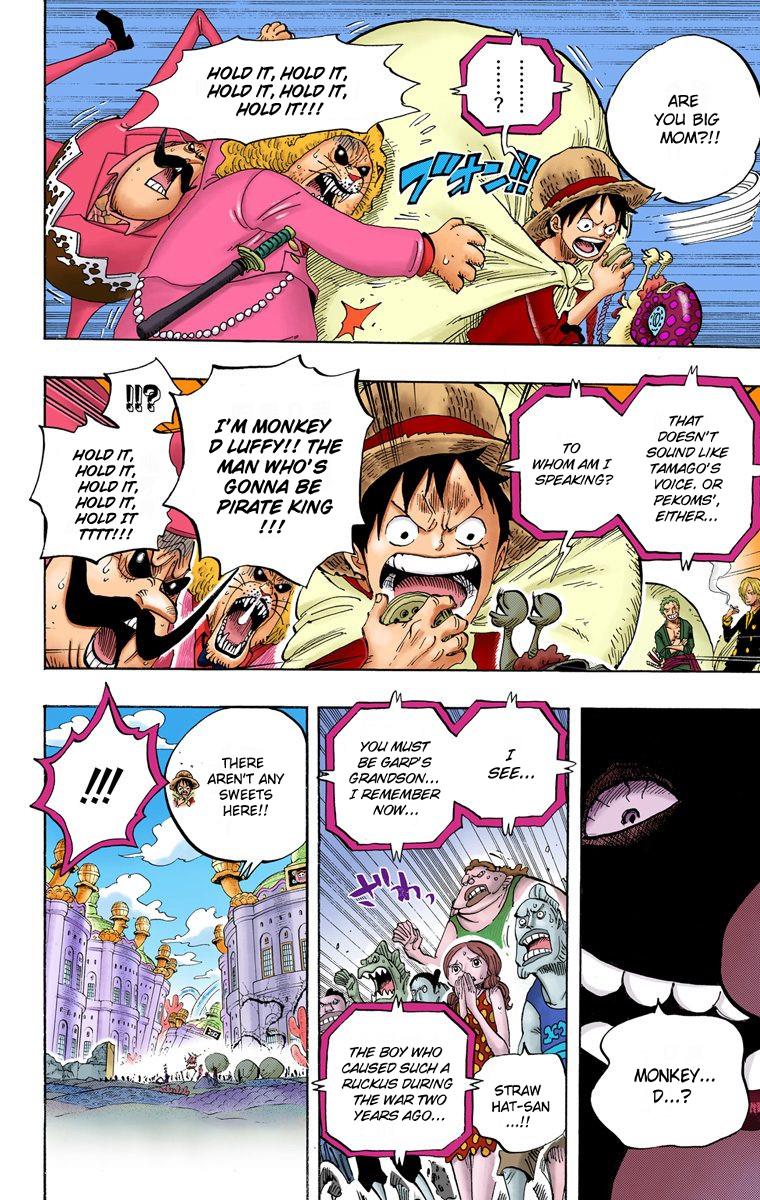 ARE
YOU BIG
MOM?!!
⋮ ⋮
?
ブオン!!
HOLD IT, HOLD IT,
HOLD IT, HOLD IT,
HOLD IT!!!
THAT
DOESN'T
SOUND LIKE
TAMAGO'S
VOICE. OR
PEKOMS',
EITHER...
TO
WHOM AM I
SPEAKING?
I'M MONKEY
D LUFFY!! THE
MAN WHO'S
GONNA BE
PIRATE KING
!!!
!!?
HOLD IT,
HOLD IT,
HOLD IT,
HOLD IT,
HOLD IT
TTTT!!!
MONKEY...
D...?
I
SEE...
YOU MUST
BE GARP'S
GRANDSON...
I REMEMBER
NOW...
ざわっ
THE BOY WHO
CAUSED SUCH A
RUCKUS DURING
THE WAR TWO
YEARS AGO...
STRAW
HAT-SAN
...!!
THERE
AREN'T ANY
SWEETS
HERE!!
!!!